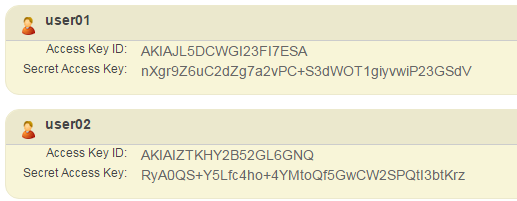 user01
Access Key ID: AKIAJL5DCWGI23FI7ESA
Secret Access Key: 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
user02
Access Key ID: AKIAIZTKHY2B52GL6GNQ
Secret Access Key: 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